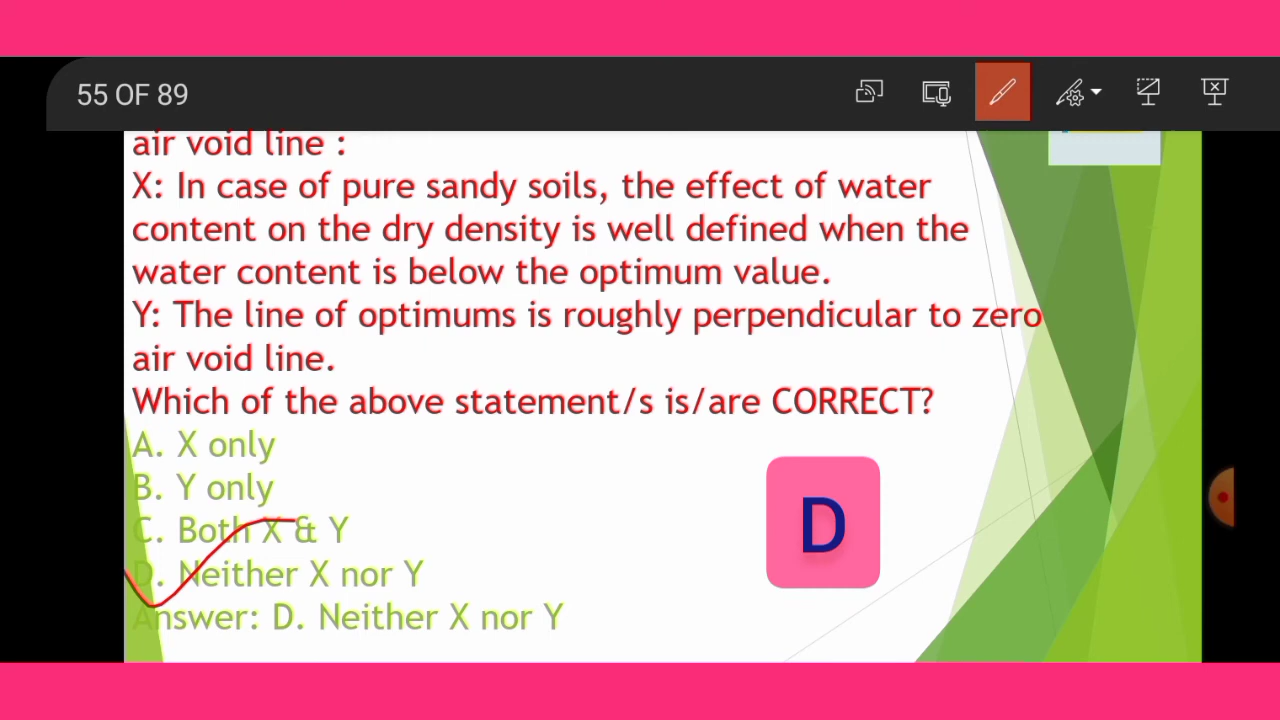 55 OF 89
air void line :
X: In case of pure sandy soils, the effect of water
content on the dry density is well defined when the
water content is below the optimum value.
Y: The line of optimums is roughly perpendicular to zero
air void line.
Which of the above statement/s is/are CORRECT?
A. X only
B. Y only
C. Both X & Y
D. Neither X nor Y
Answer: D. Neither X nor Y
D